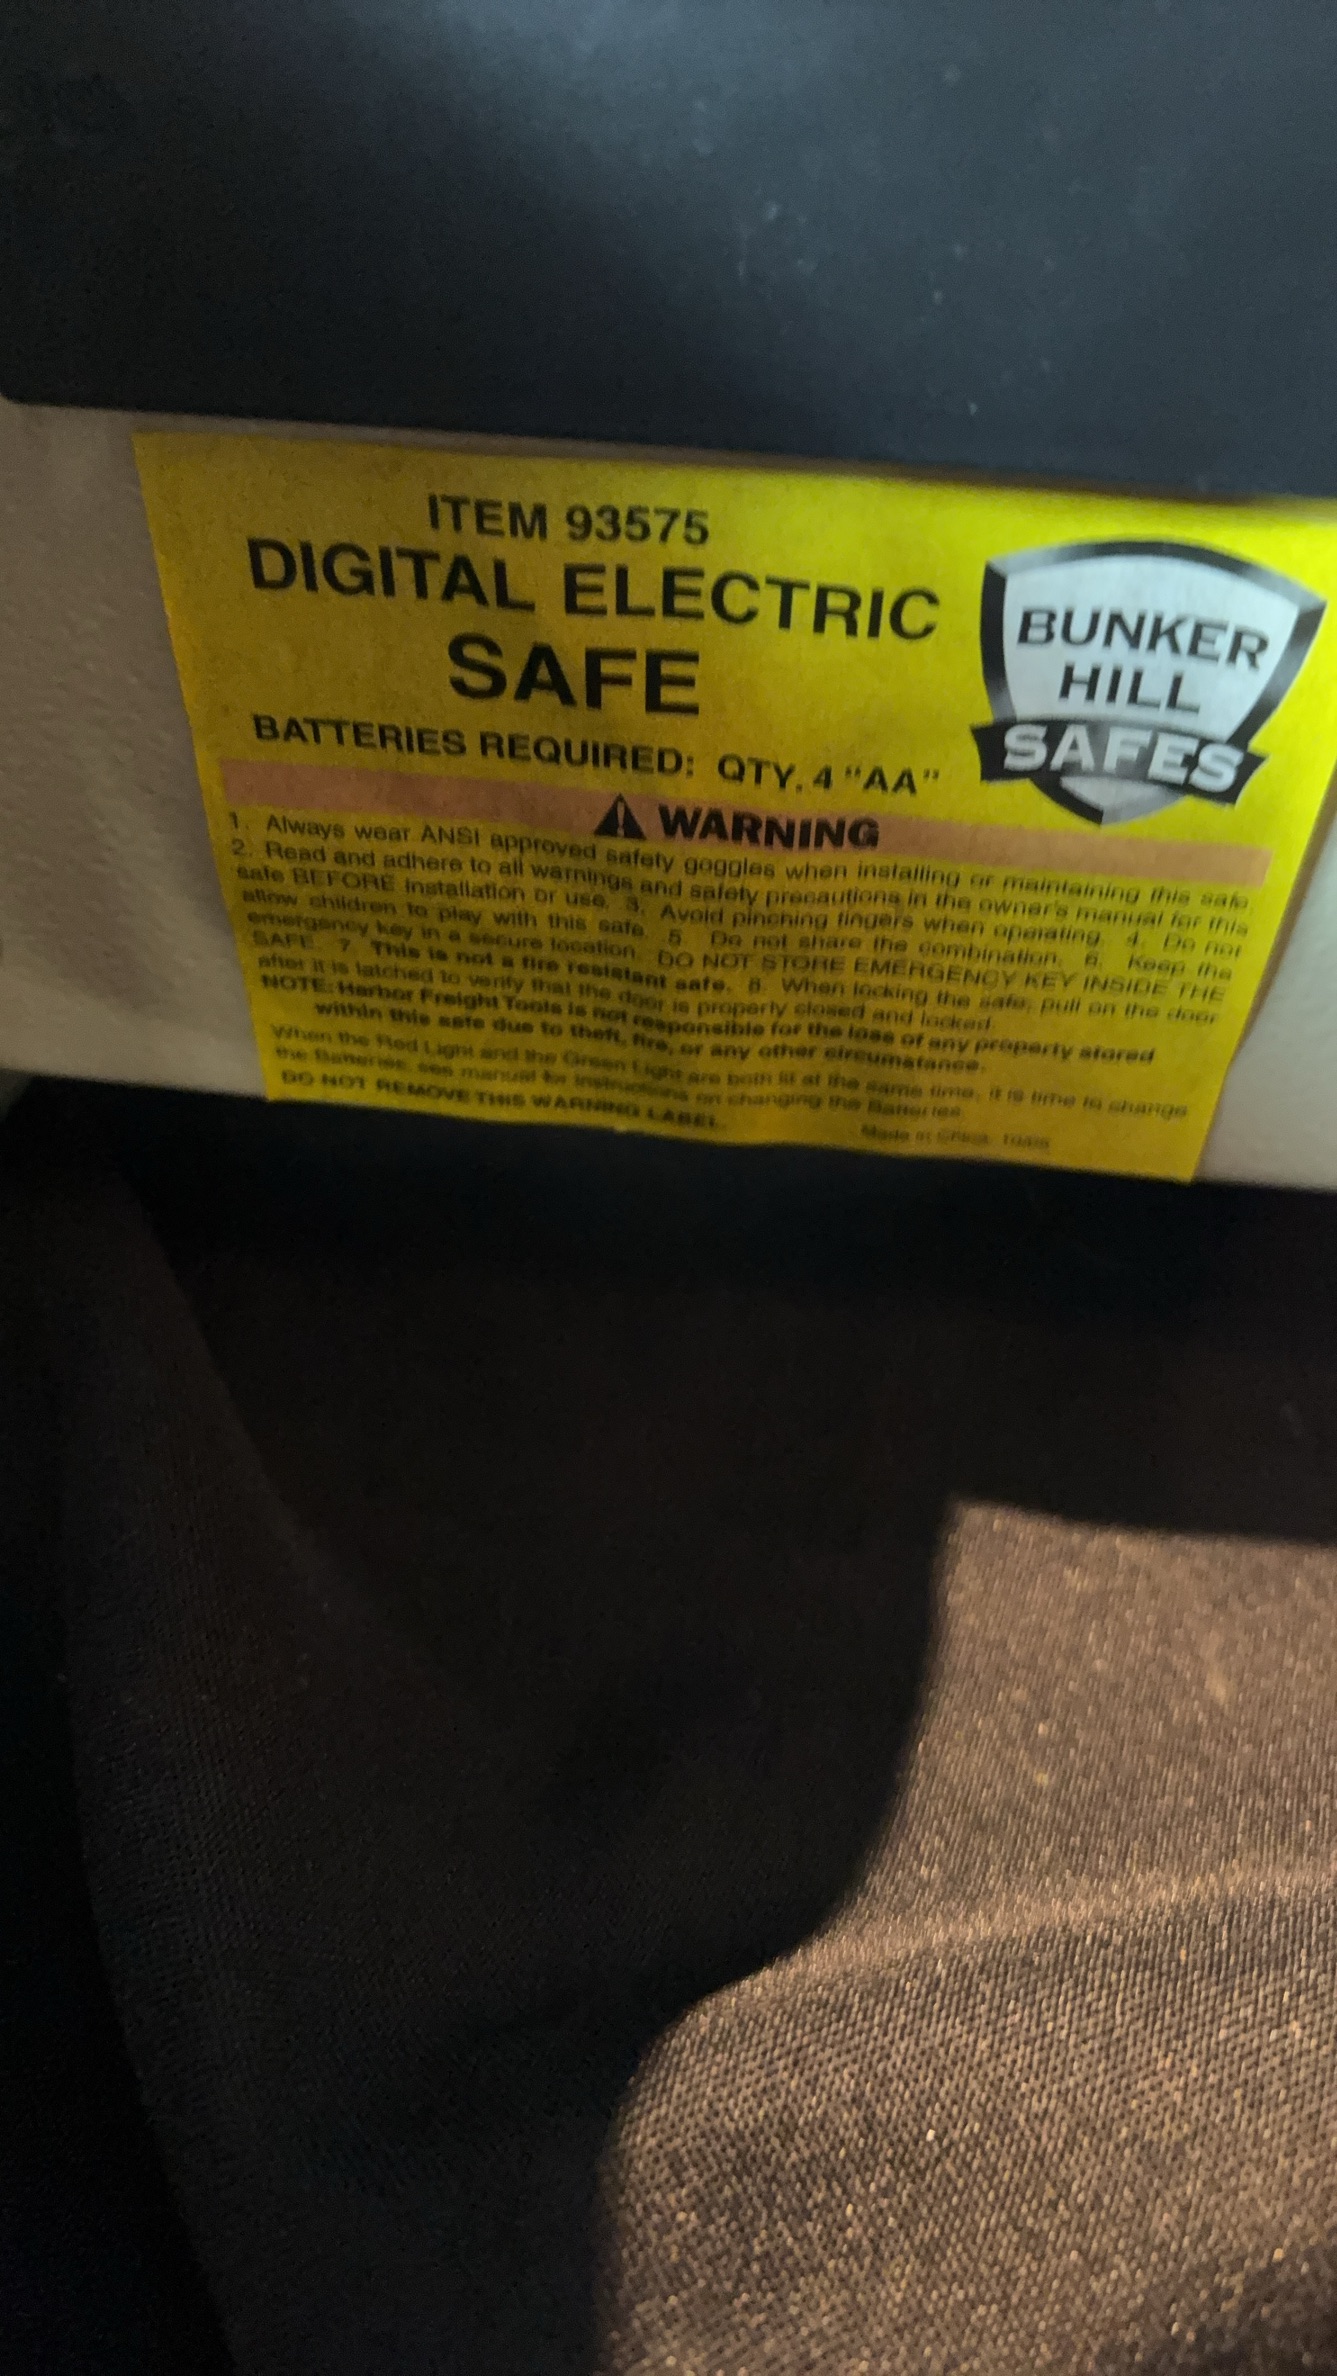 ITEM 93575
DIGITAL ELECTRIC
SAFE
BATTERIES REQUIRED: QTY. 4 "AA"
BUNKER
HILL
SAFES
WARNING
1. Always wear ANSI approved safety goggles when installing or maintaining this safe.
2. Read and adhere to all warnings and safety precautions in the owner's manual for this
safe BEFORE installation or use. 3. Avoid pinching fingers when operating. 4. Do not
allow children to play with this safe. 5. Do not share the combination. 6. Keep the
emergency key in a secure location. DO NOT STORE EMERGENCY KEY INSIDE THE
SAFE. 7. This is not a fire resistant safe. 8. When locking the safe, pull on the door
after it is latched to verify that the door is properly closed and locked.
NOTE: Harbor Freight Tools is not responsible for the loss of any property stored
within this safe due to theft, fire, or any other circumstance.
When the Red Light and the Green Light are both lit at the same time, it is time to change
the Batteries, see manual for instructions on changing the Batteries.
DO NOT REMOVE THIS WARNING LABEL.
Made in China